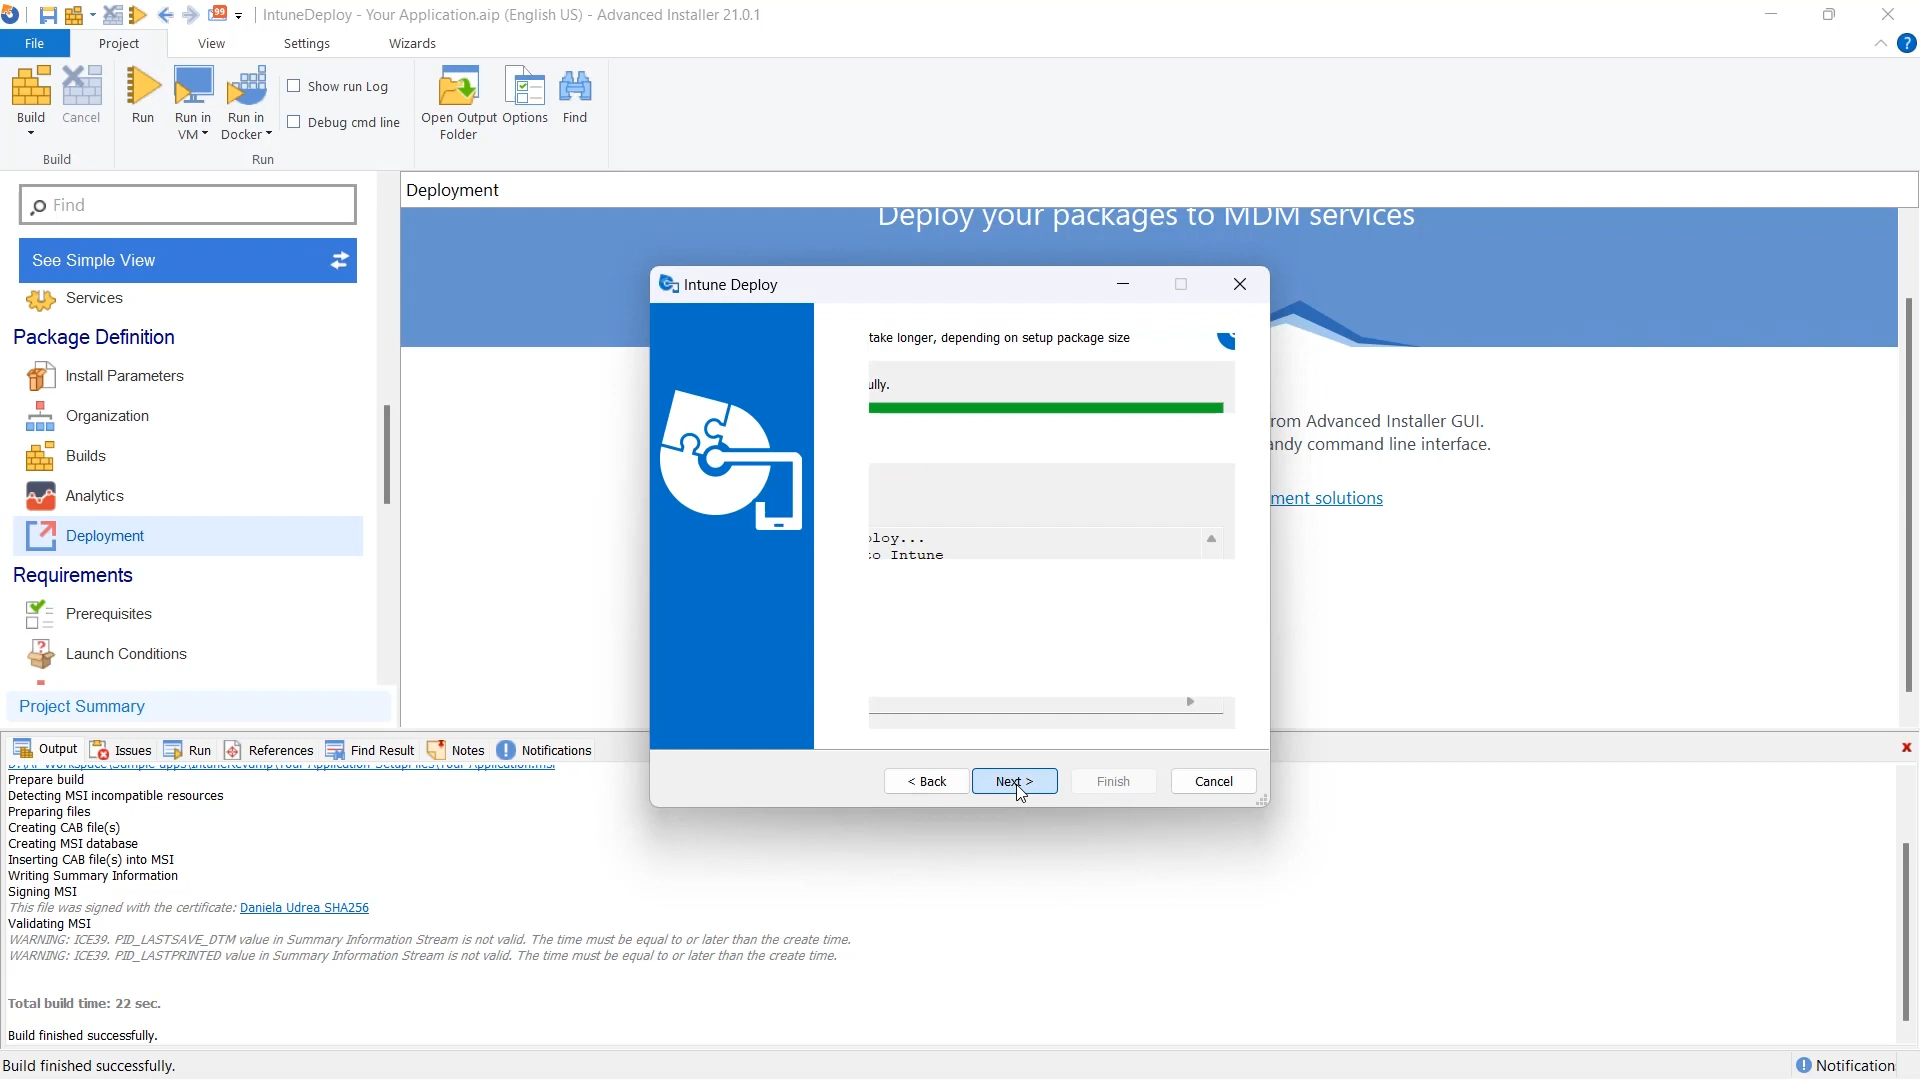 99
IntuneDeploy - Your Application.aip (English US) - Advanced Installer 21.0.1
File
Project
View
Settings
Wizards
?
Build
Cancel
Run
Run in
VM
Run in
Docker
Show run Log
Debug cmd line
Open Output
Folder
Options
Find
Build
Run
Find
See Simple View
Services
Package Definition
Install Parameters
Organization
Builds
Analytics
Deployment
Requirements
Prerequisites
Launch Conditions
Project Summary
Deployment
Deploy your packages to MDM services
rom Advanced Installer GUI.
andy command line interface.
ment solutions
Intune Deploy
take longer, depending on setup package size
ully.
ploy...
to Intune
< Back
Next >
Finish
Cancel
Output
Issues
Run
References
Find Result
Notes
Notifications
Prepare build
Detecting MSI incompatible resources
Preparing files
Creating CAB file(s)
Creating MSI database
Inserting CAB file(s) into MSI
Writing Summary Information
Signing MSI
This file was signed with the certificate: Daniela Udrea SHA256
Validating MSI
WARNING: ICE39. PID_LASTSAVE_DTM value in Summary Information Stream is not valid. The time must be equal to or later than the create time.
WARNING: ICE39. PID_LASTPRINTED value in Summary Information Stream is not valid. The time must be equal to or later than the create time.
Total build time: 22 sec.
Build finished successfully.
Build finished successfully.
Notification